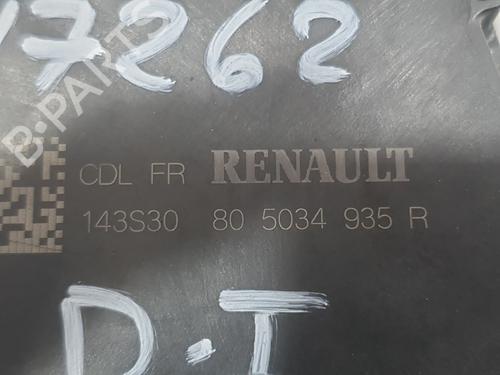 17262
B-PARTS
CDL FR RENAULT
143S30 80 5034 935 R
D.I